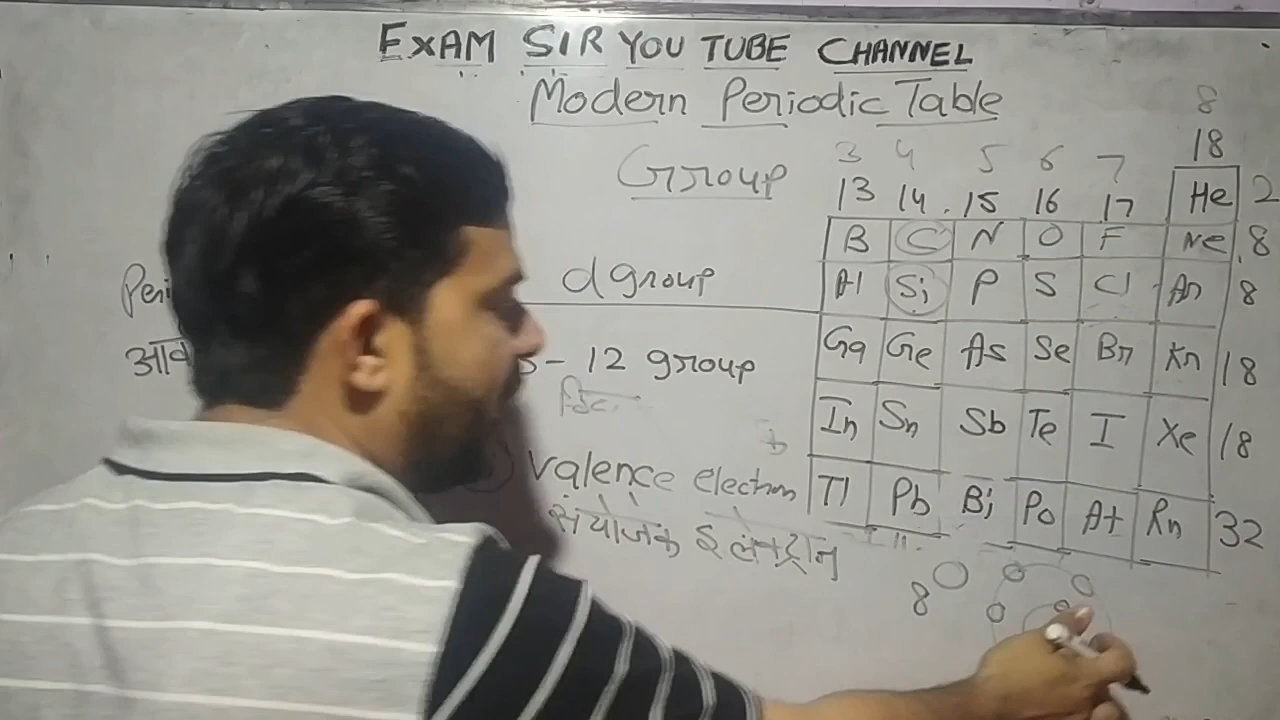 EXAM SIR YOU TUBE CHANNEL
Modern Periodic Table
8
18
Group
3 4 5 6 7
13 14 15 16 17
He 2
B C N O F Ne 8
d group
Al Si P S Cl Ar 8
Ga Ge As Se Br Kr 18
- 12 group
In Sn Sb Te I Xe 18
Valence electron
Tl Pb Bi Po At Rn 32
संयोजक इलेक्ट्रान
8